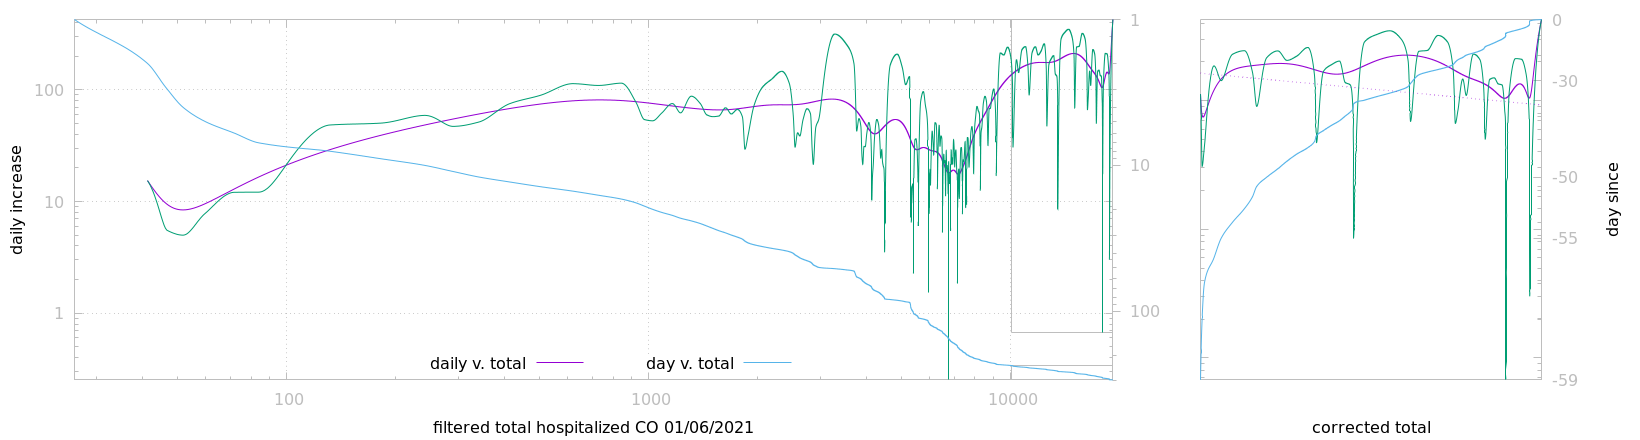 1
0
100
10
1
daily increase
1
10
100
-30
-50
-55
-59
day since
daily v. total
day v. total
100
1000
10000
filtered total hospitalized CO 01/06/2021
corrected total